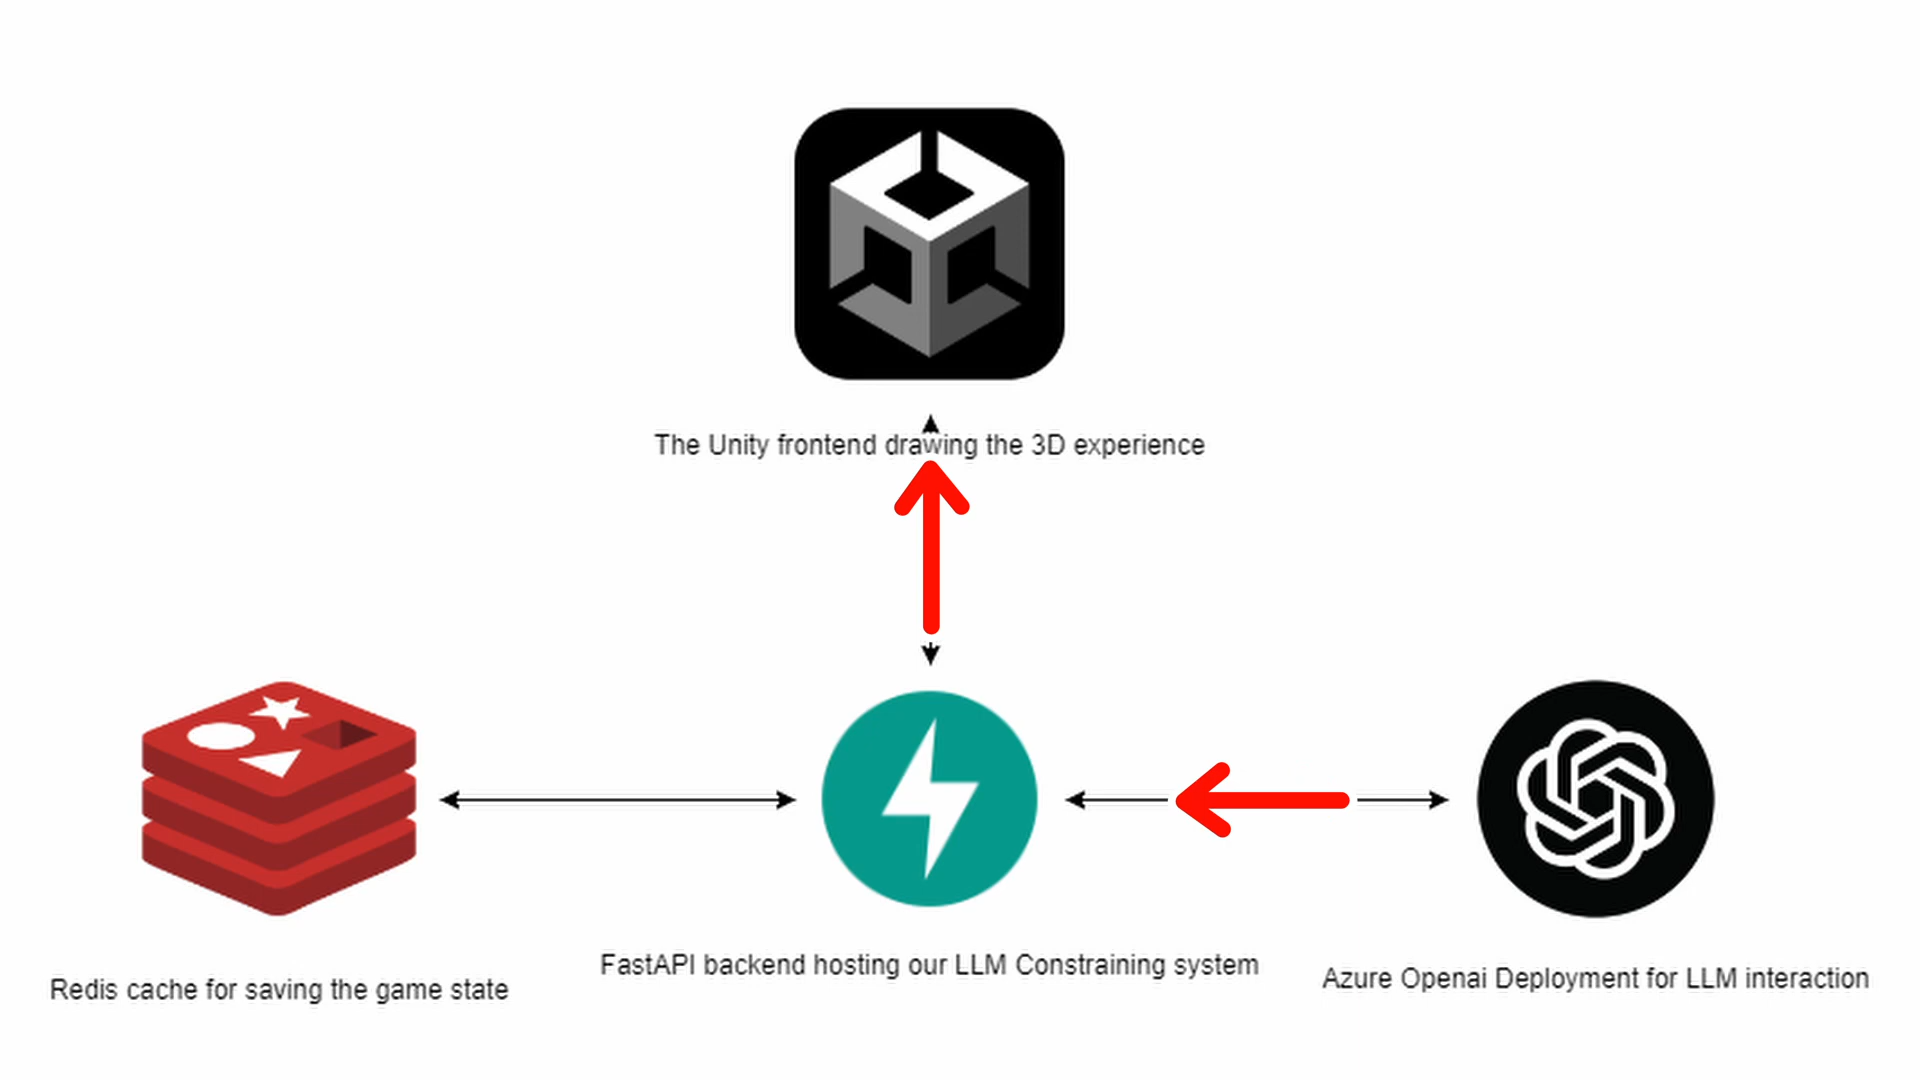 The Unity frontend drawing the 3D experience
FastAPI backend hosting our LLM Constraining system
Azure Openai Deployment for LLM interaction
Redis cache for saving the game state